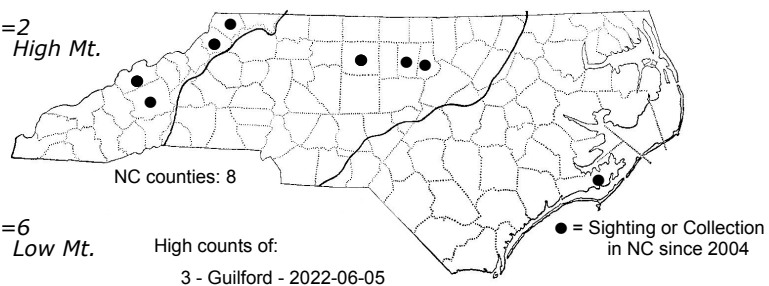 =2
High Mt.
NC counties: 8
=6
Low Mt.
High counts of:
3 - Guilford - 2022-06-05
● = Sighting or Collection
in NC since 2004